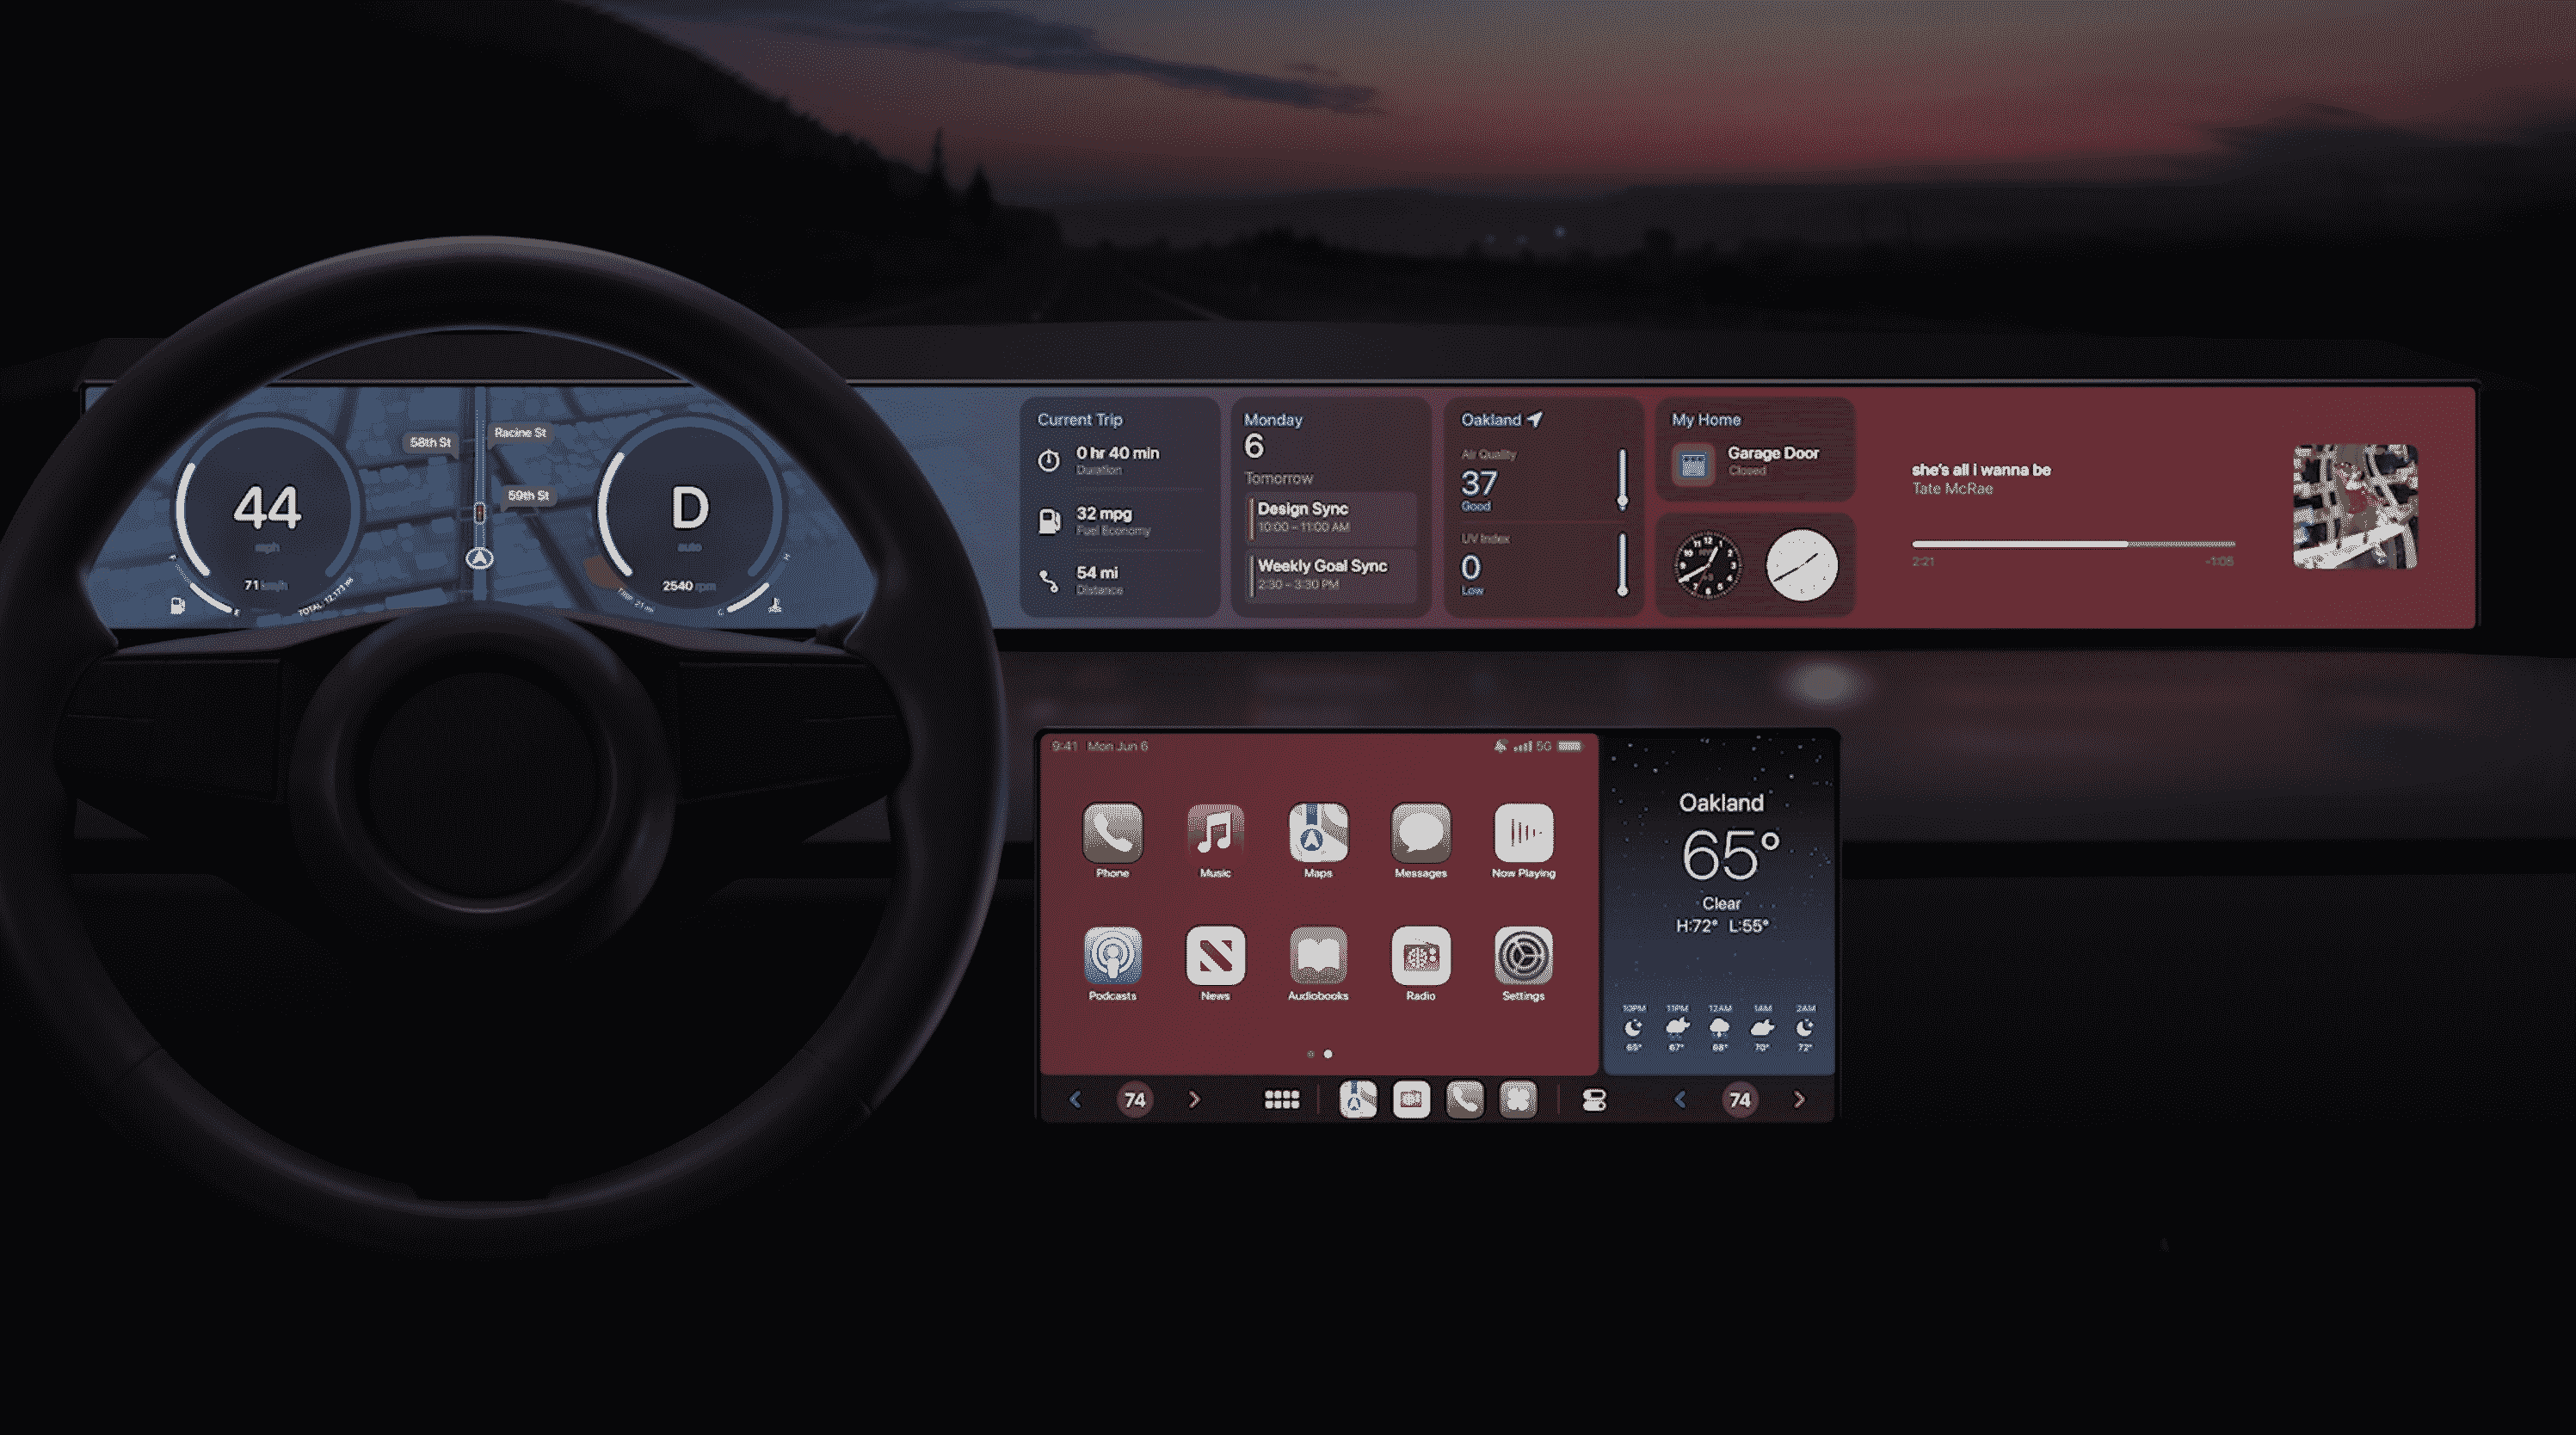 44
mph
71 km/h
F
E
TOTAL 12,173 mi
58th St
Racine St
59th St
D
auto
2540 rpm
TRIP 21 mi
C
H
Current Trip
0 hr 40 min
Duration
32 mpg
Fuel Economy
54 mi
Distance
Monday
6
Tomorrow
Design Sync
10:00 – 11:00 AM
Weekly Goal Sync
2:30 – 3:30 PM
Oakland
Air Quality
37
Good
UV Index
0
Low
My Home
Garage Door
Closed
she's all i wanna be
Tate McRae
2:21
-1:05
9:41 Mon Jun 6
5G
Phone
Music
Maps
Messages
Now Playing
Podcasts
News
Audiobooks
Radio
Settings
Oakland
65°
Clear
H:72° L:55°
10PM 11PM 12AM 1AM 2AM
65° 67° 68° 70° 72°
74
74